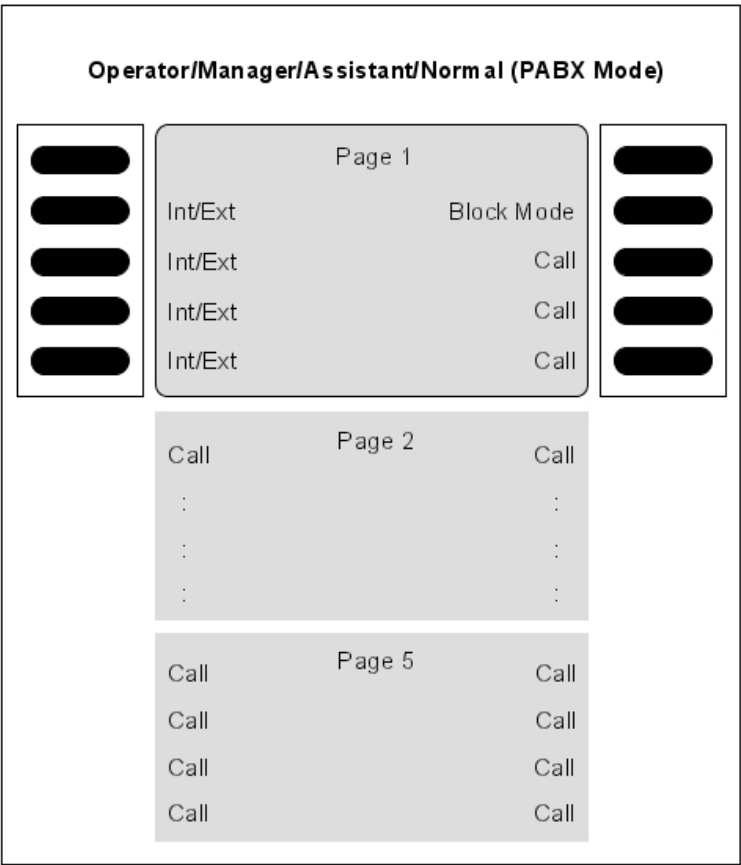 Operator/Manager/Assistant/Normal (PABX Mode)
Page 1
Int/Ext Block Mode
Int/Ext Call
Int/Ext Call
Int/Ext Call
Page 2
Call Call
: :
: :
: :
Page 5
Call Call
Call Call
Call Call
Call Call